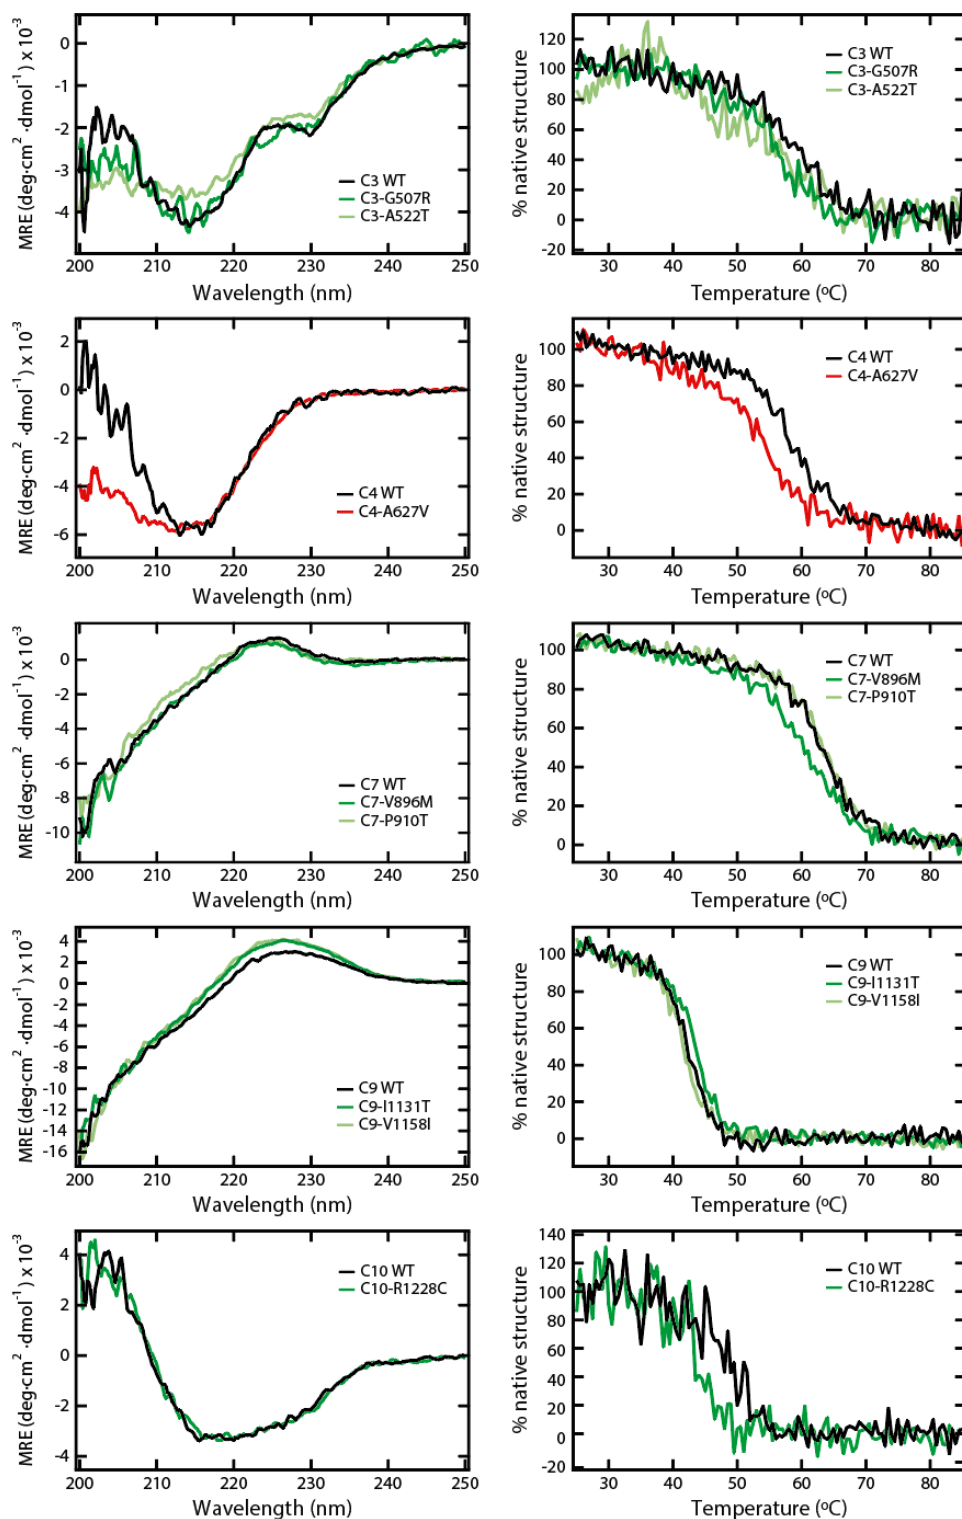 MRE (deg·cm² ·dmol⁻¹) x 10⁻³
0
-1
-2
-3
-4
C3 WT
C3-G507R
C3-A522T
200 210 220 230 240 250
Wavelength (nm)
% native structure
120
100
80
60
40
20
0
-20
C3 WT
C3-G507R
C3-A522T
30 40 50 60 70 80
Temperature (ºC)
MRE (deg·cm² ·dmol⁻¹) x 10⁻³
2
0
-2
-4
-6
C4 WT
C4-A627V
200 210 220 230 240 250
Wavelength (nm)
% native structure
100
80
60
40
20
0
C4 WT
C4-A627V
30 40 50 60 70 80
Temperature (ºC)
MRE (deg·cm² ·dmol⁻¹) x 10⁻³
0
-2
-4
-6
-8
-10
C7 WT
C7-V896M
C7-P910T
200 210 220 230 240 250
Wavelength (nm)
% native structure
100
80
60
40
20
0
C7 WT
C7-V896M
C7-P910T
30 40 50 60 70 80
Temperature (ºC)
MRE (deg·cm² ·dmol⁻¹) x 10⁻³
4
2
0
-2
-4
-6
-8
-10
-12
-14
-16
C9 WT
C9-I1131T
C9-V1158I
200 210 220 230 240 250
Wavelength (nm)
% native structure
100
80
60
40
20
0
C9 WT
C9-I1131T
C9-V1158I
30 40 50 60 70 80
Temperature (ºC)
MRE (deg·cm² ·dmol⁻¹) x 10⁻³
4
2
0
-2
-4
C10 WT
C10-R1228C
200 210 220 230 240 250
Wavelength (nm)
% native structure
140
120
100
80
60
40
20
0
-20
C10 WT
C10-R1228C
30 40 50 60 70 80
Temperature (ºC)